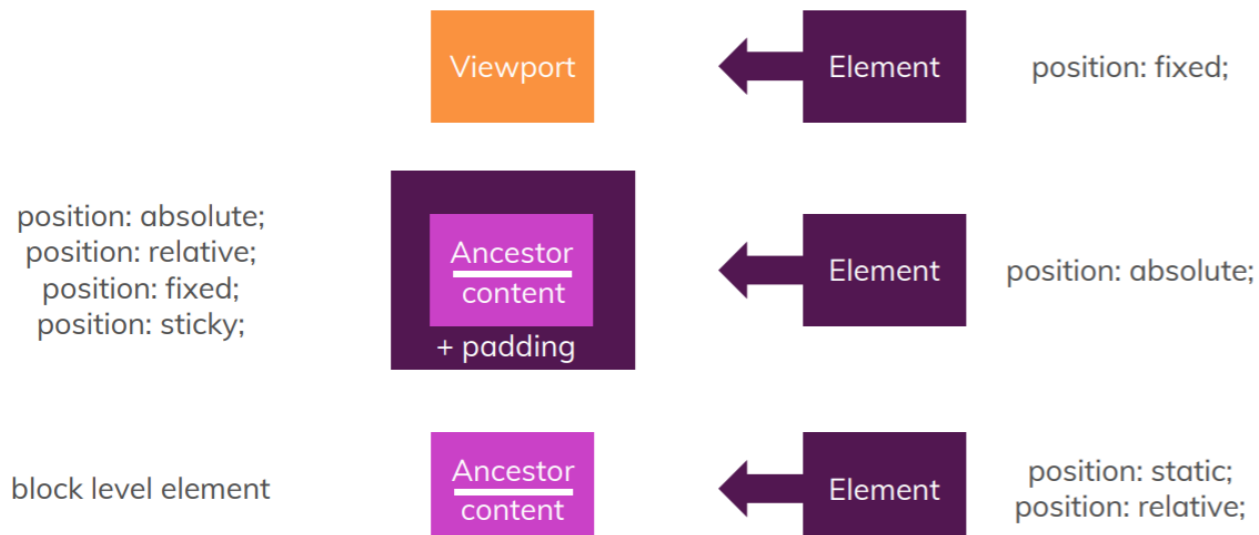 Viewport
Element
position: fixed;
position: absolute;
position: relative;
position: fixed;
position: sticky;
Ancestor
content
+ padding
Element
position: absolute;
block level element
Ancestor
content
Element
position: static;
position: relative;